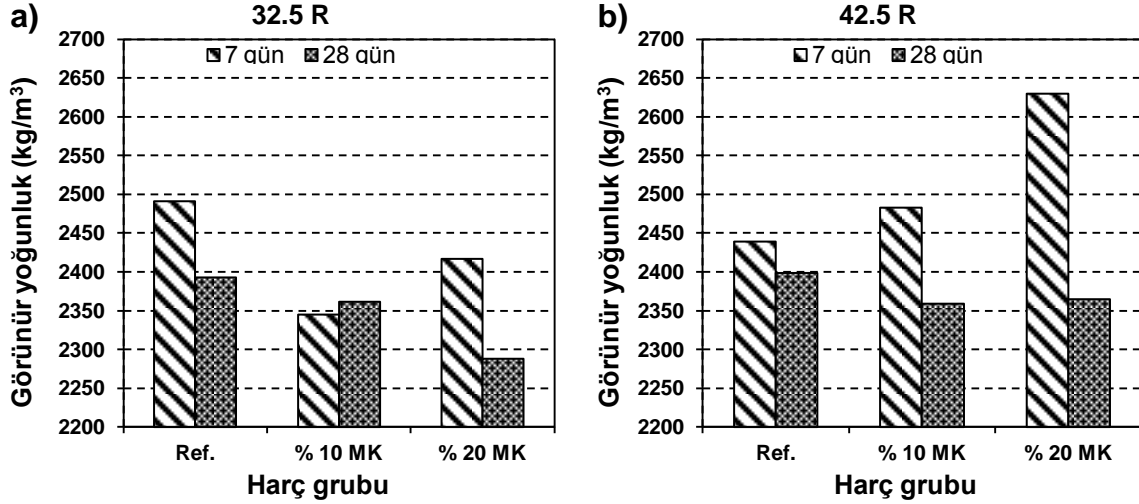 a) 32.5 R
Görünür yoğunluk (kg/m³)
2700
2650
2600
2550
2500
2450
2400
2350
2300
2250
2200
7 gün 28 gün
Ref. % 10 MK % 20 MK
Harç grubu
b) 42.5 R
Görünür yoğunluk (kg/m³)
2700
2650
2600
2550
2500
2450
2400
2350
2300
2250
2200
7 gün 28 gün
Ref. % 10 MK % 20 MK
Harç grubu